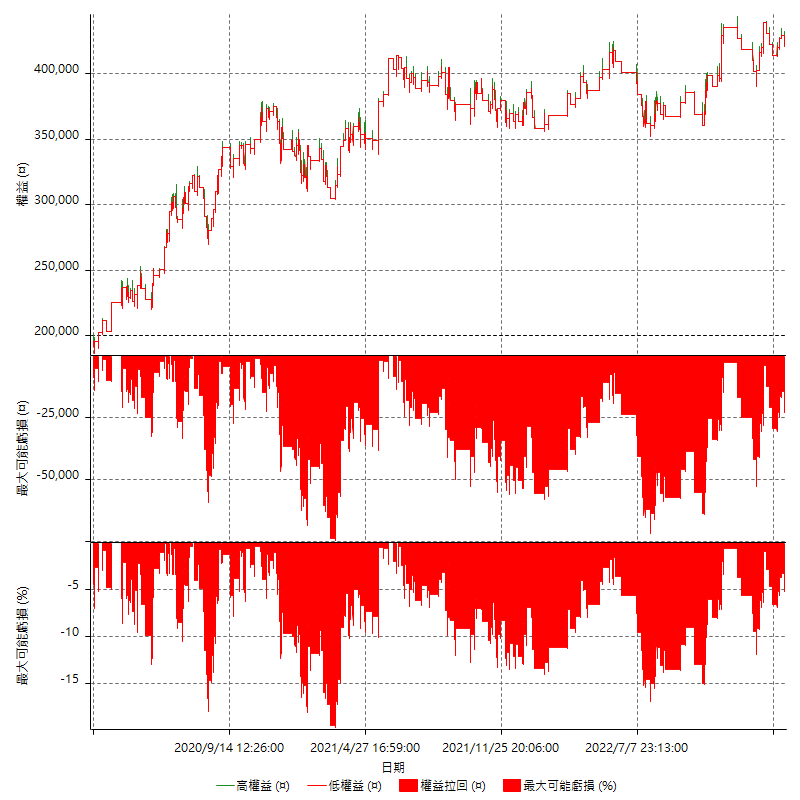 400,000
350,000
權益 (¤)
300,000
250,000
200,000
-25,000
最大可能虧損 (¤)
-50,000
-5
最大可能虧損 (%)
-10
-15
2020/9/14 12:26:00 2021/4/27 16:59:00 2021/11/25 20:06:00 2022/7/7 23:13:00
日期
高權益 (¤) 低權益 (¤) 權益拉回 (¤) 最大可能虧損 (%)